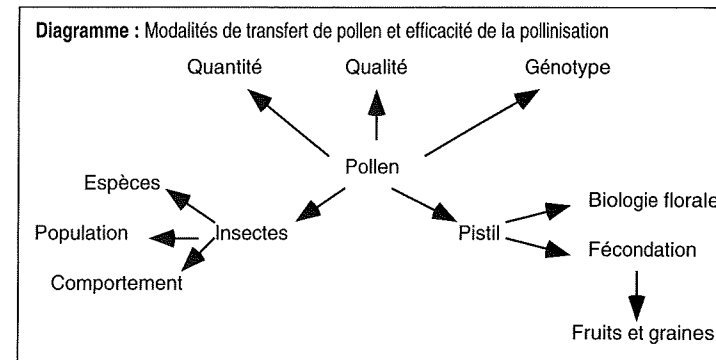 Diagramme : Modalités de transfert de pollen et efficacité de la pollinisation
Quantité Qualité Génotype
Pollen
Espèces
Biologie florale
Population Insectes Pistil
Fécondation
Comportement
Fruits et graines